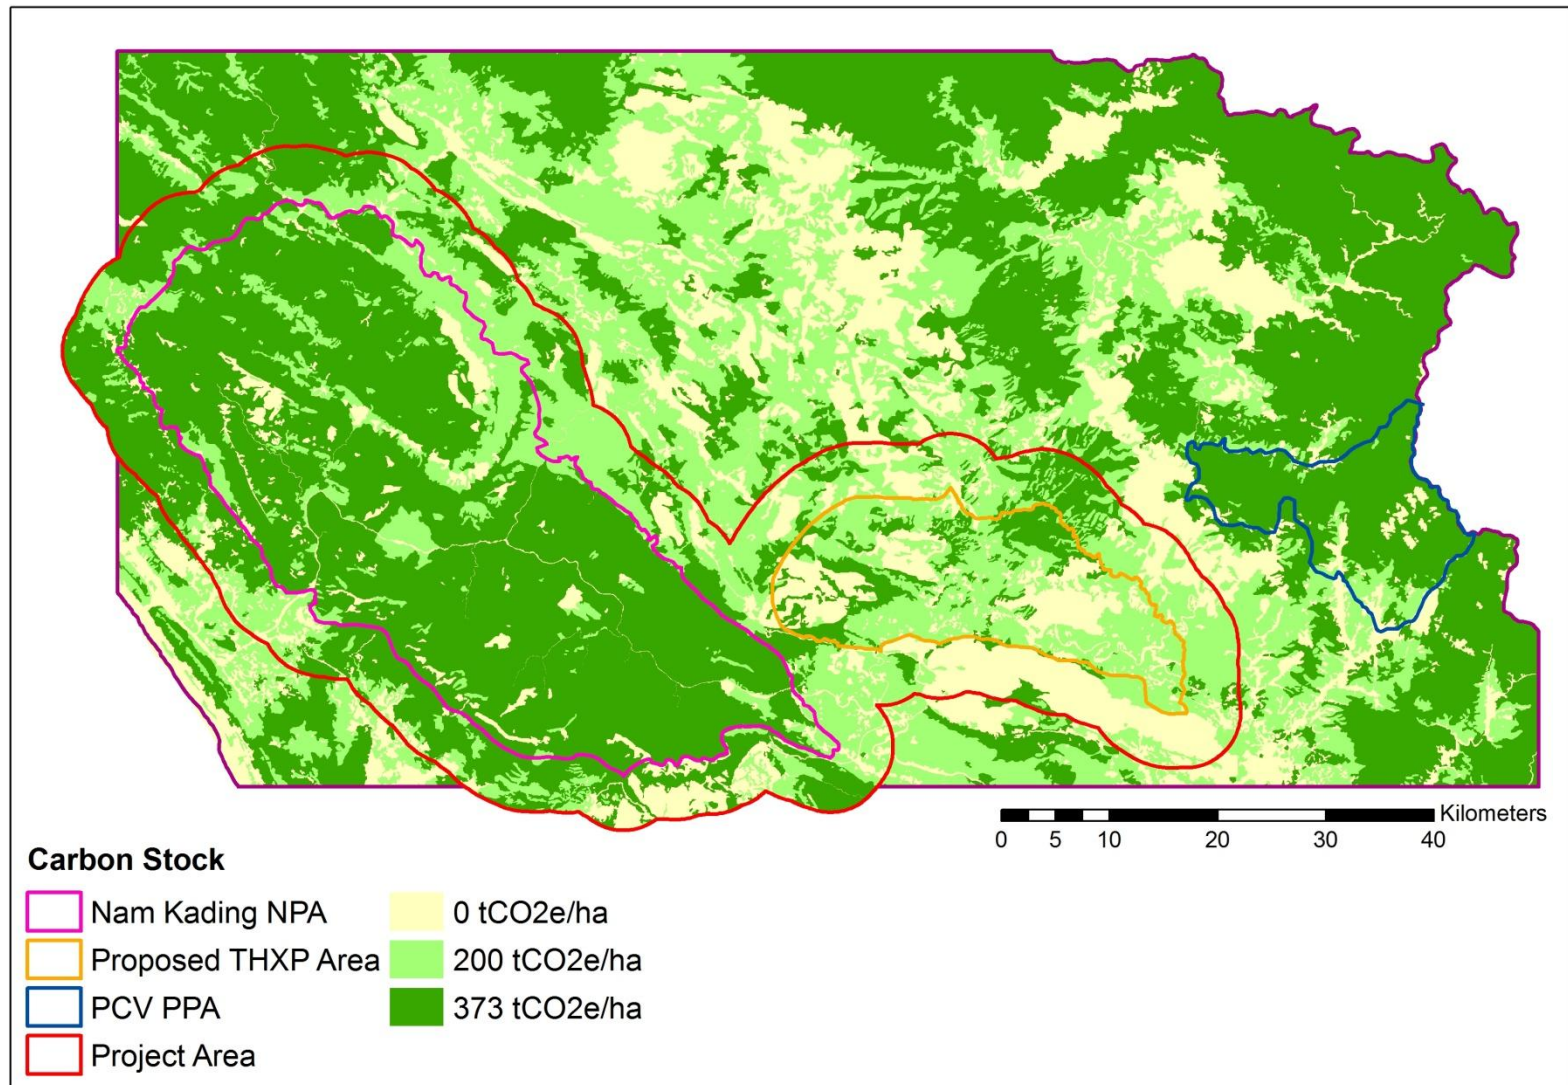 Kilometers
0 5 10 20 30 40
Carbon Stock
Nam Kading NPA
Proposed THXP Area
PCV PPA
Project Area
0 tCO2e/ha
200 tCO2e/ha
373 tCO2e/ha